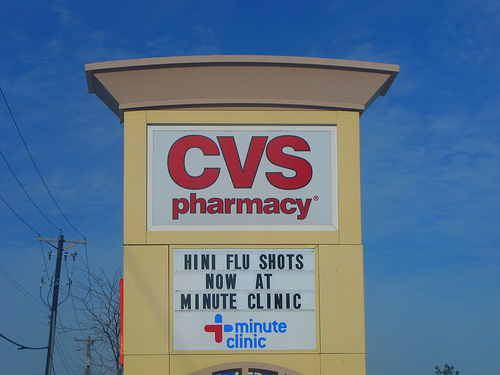 CVS
pharmacy®
HINI FLU SHOTS
NOW AT
MINUTE CLINIC
minute
clinic